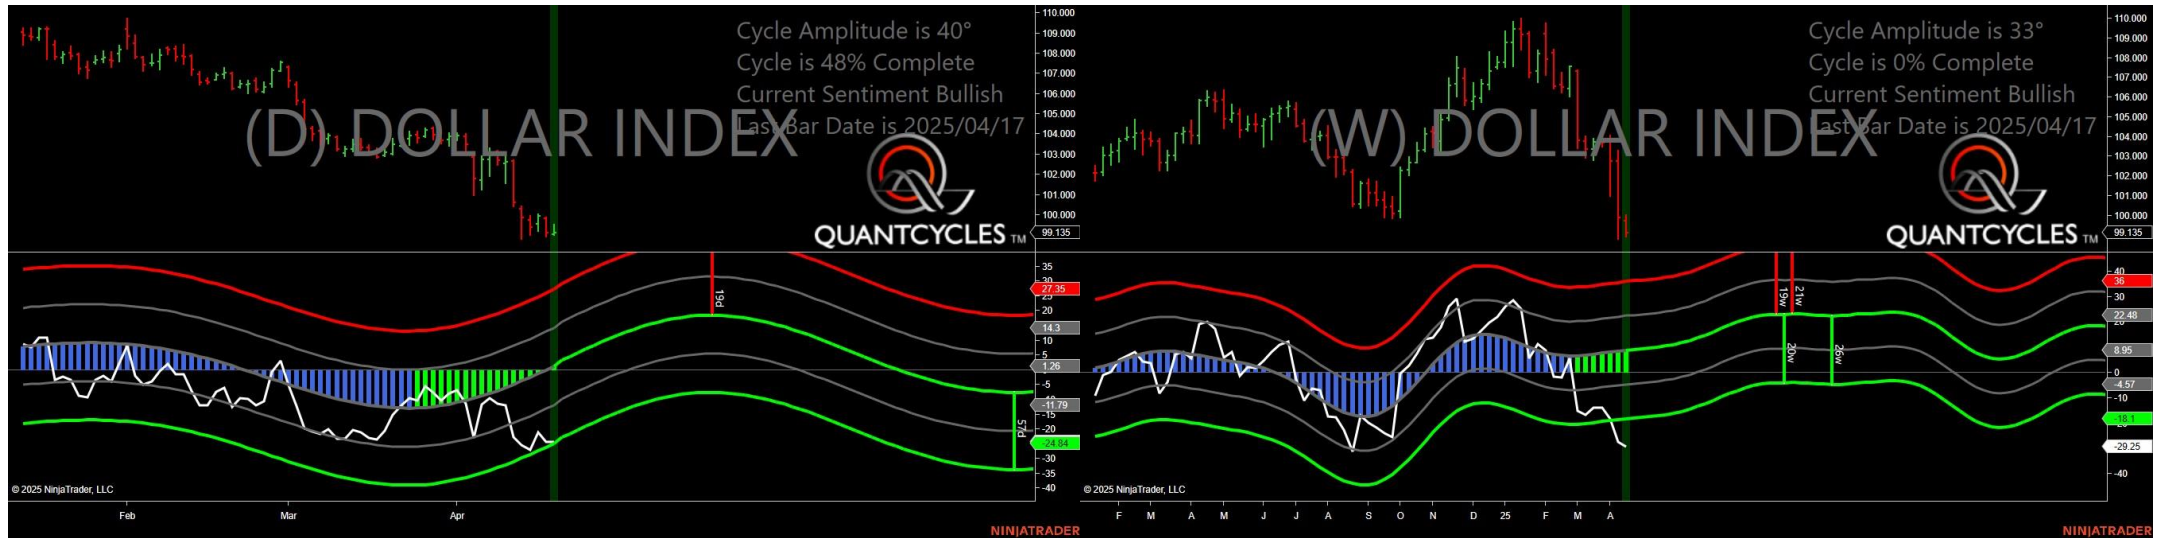 Cycle Amplitude is 40°
Cycle is 48% Complete
Current Sentiment Bullish
Last Bar Date is 2025/04/17
(D) DOLLAR INDEX
QUANTCYCLES TM
110.000
109.000
108.000
107.000
106.000
105.000
104.000
103.000
102.000
101.000
100.000
99.135
35
27.35
25
20
14.3
10
5
1.26
-5
-11.79
-15
-20
-24.84
-30
-35
-40
19d
57d
© 2025 NinjaTrader, LLC
Feb Mar Apr
NINJATRADER
Cycle Amplitude is 33°
Cycle is 0% Complete
Current Sentiment Bullish
Last Bar Date is 2025/04/17
(W) DOLLAR INDEX
QUANTCYCLES TM
110.000
109.000
108.000
107.000
106.000
105.000
104.000
103.000
102.000
101.000
100.000
99.135
40
36
30
22.48
8.95
0
-4.57
-10
-18.1
-29.25
-40
19w
21w
20w
26w
© 2025 NinjaTrader, LLC
F M A M J J A S O N D 25 F M A
NINJATRADER